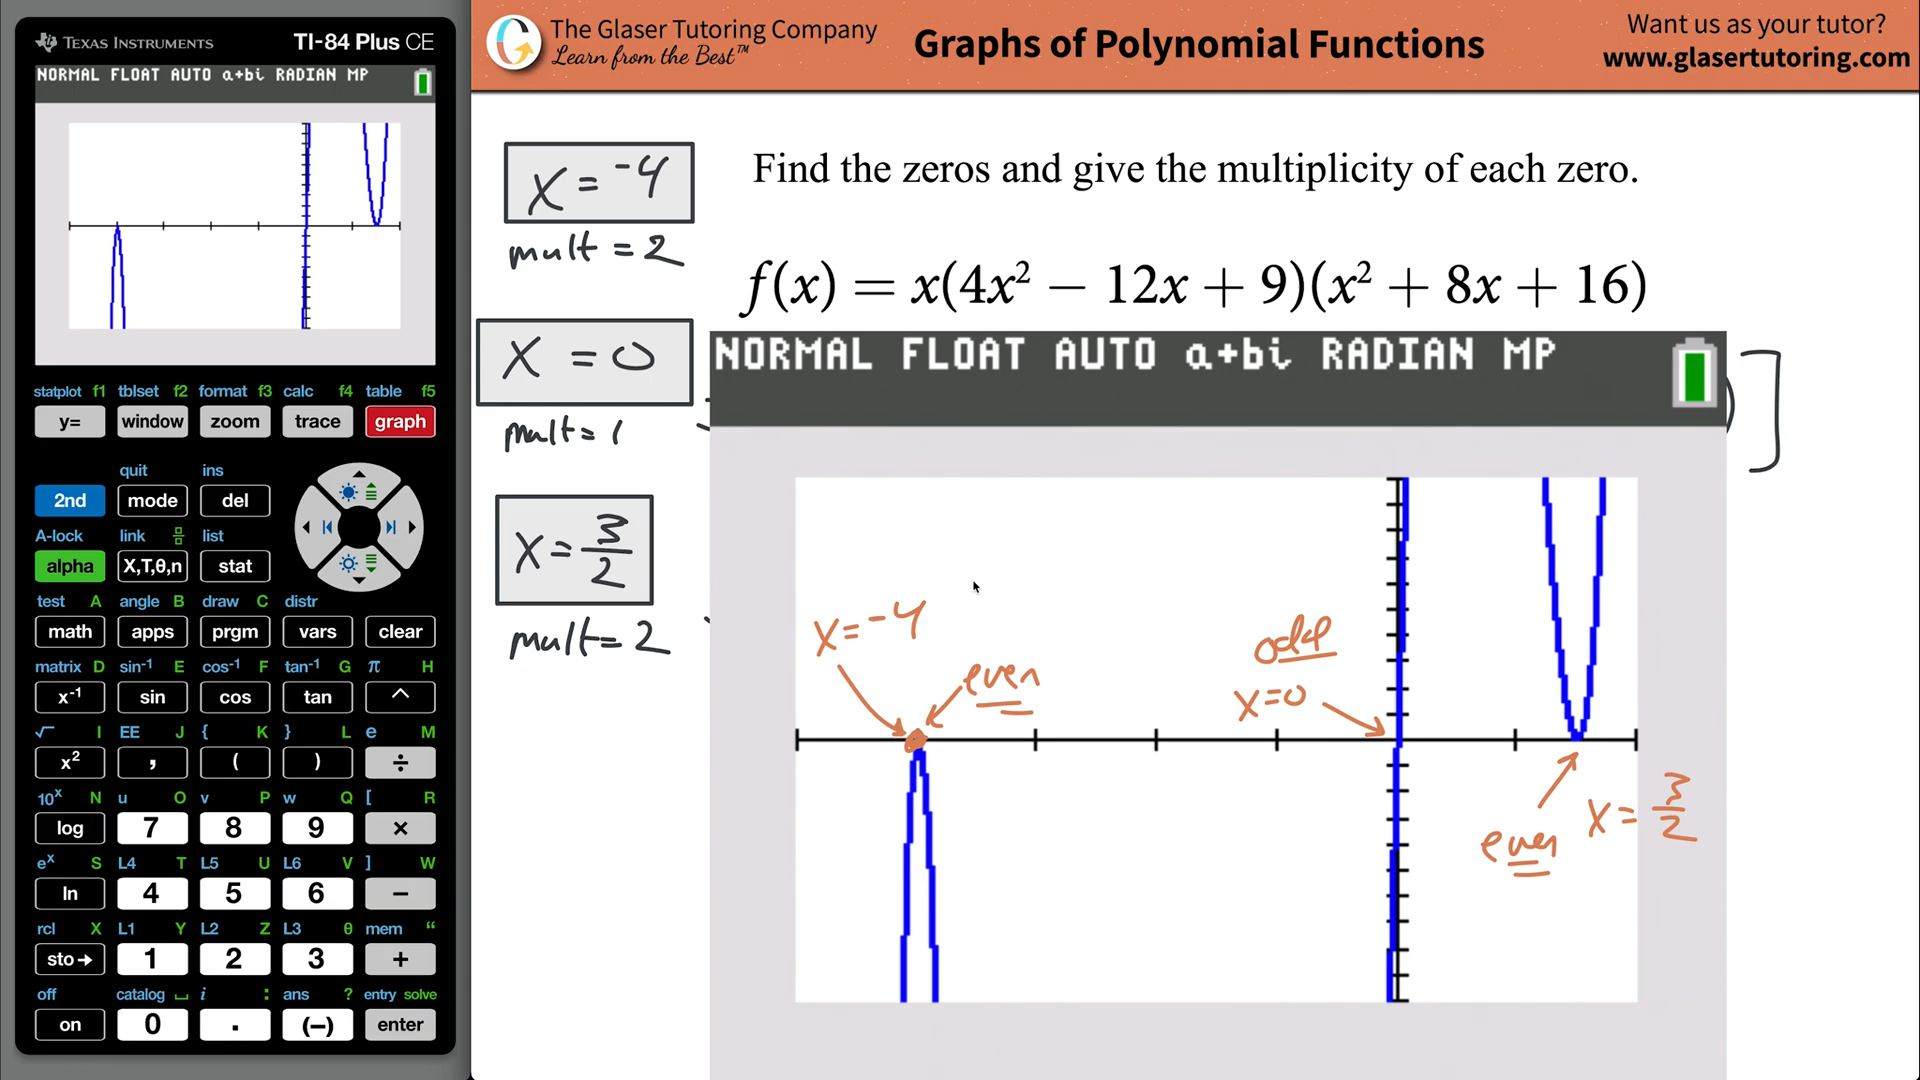 TEXAS INSTRUMENTS TI-84 Plus CE
NORMAL FLOAT AUTO a+bi RADIAN MP
statplot f1 tblset f2 format f3 calc f4 table f5
y= window zoom trace graph
quit ins
2nd mode del
A-lock link list
alpha X,T,θ,n stat
test A angle B draw C distr
math apps prgm vars clear
matrix D sin⁻¹ E cos⁻¹ F tan⁻¹ G π H
x⁻¹ sin cos tan ^
√ I EE J { K } L e M
x² , ( ) ÷
10ˣ N u O v P w Q [ R
log 7 8 9 ×
eˣ S L4 T L5 U L6 V ] W
ln 4 5 6 −
rcl X L1 Y L2 Z L3 θ mem “
sto→ 1 2 3 +
off catalog ⎵ i : ans ? entry solve
on 0 . (−) enter
The Glaser Tutoring Company
Learn from the Best™
Graphs of Polynomial Functions
Want us as your tutor?
www.glasertutoring.com
Find the zeros and give the multiplicity of each zero.
f(x) = x(4x² − 12x + 9)(x² + 8x + 16)
x = -4
mult = 2
x = 0
mult = 1
x = 3/2
mult = 2
NORMAL FLOAT AUTO a+bi RADIAN MP
x = -4
even
odd
x=0
even
x = 3/2